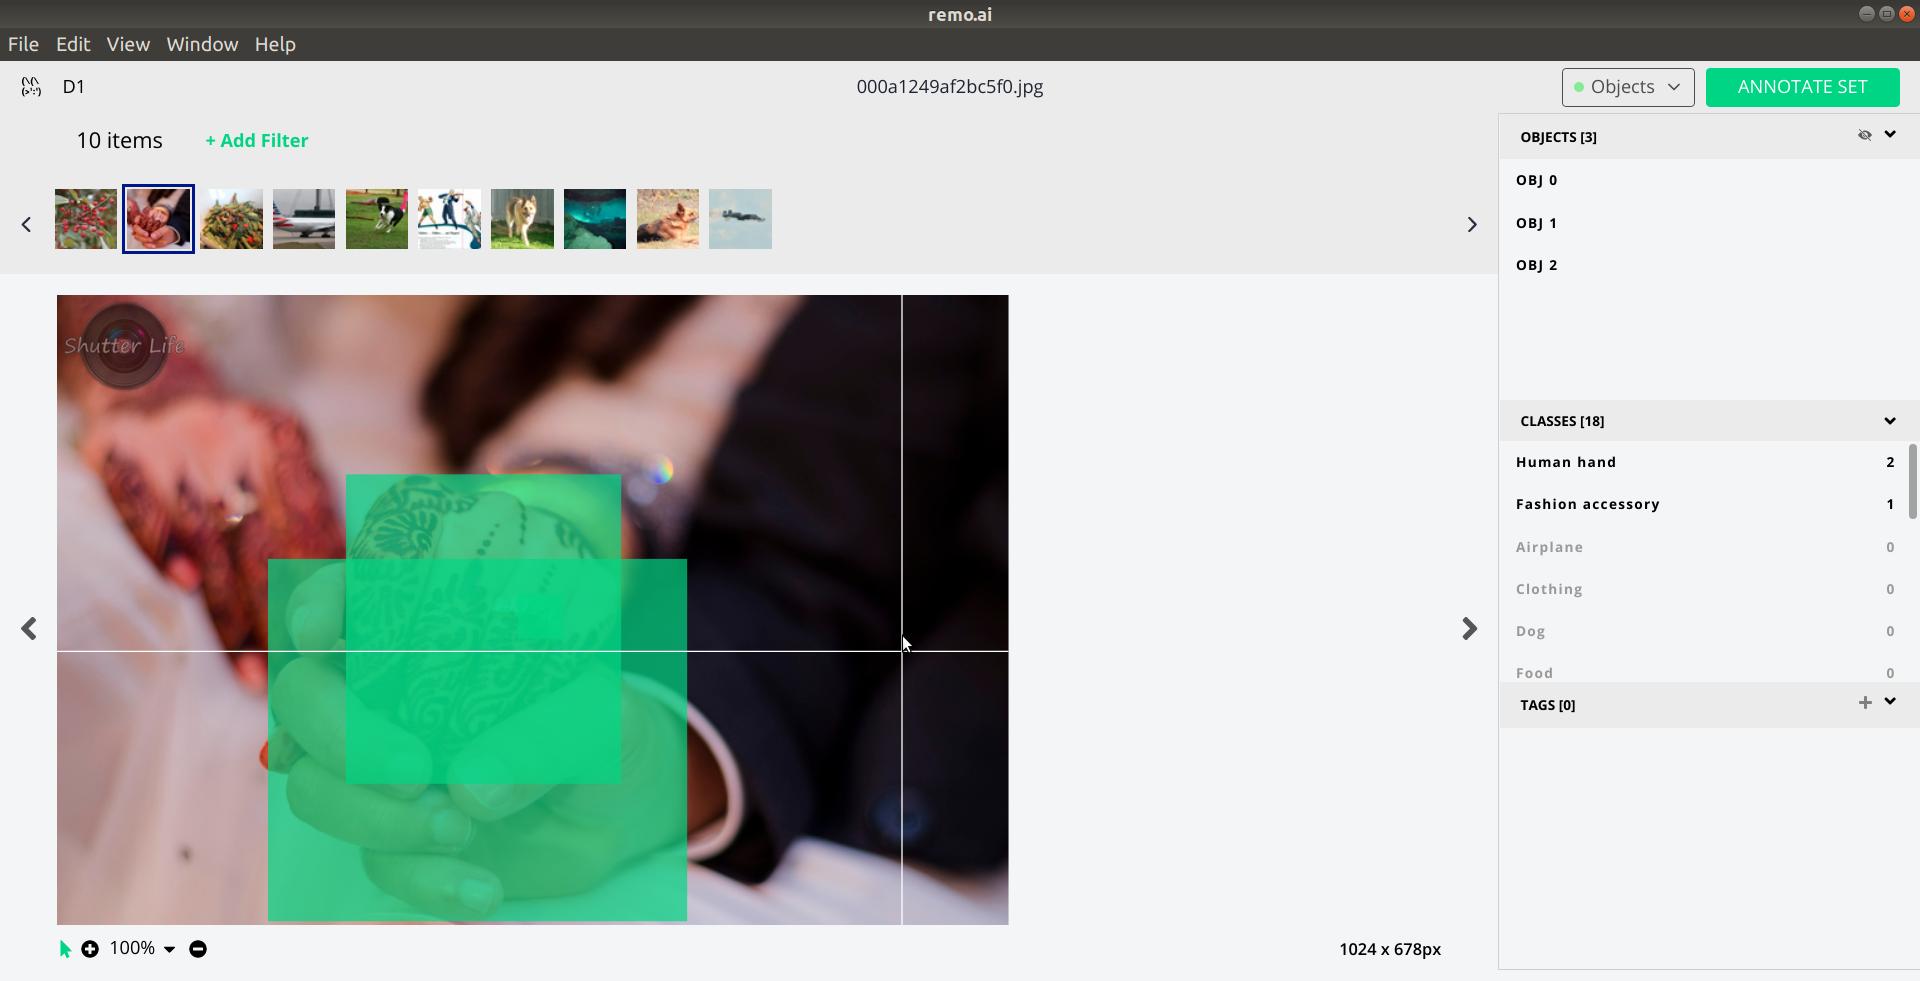 remo.ai
File Edit View Window Help
D1
000a1249af2bc5f0.jpg
Objects
ANNOTATE SET
10 items
+ Add Filter
Shutter Life
100%
1024 x 678px
OBJECTS [3]
OBJ 0
OBJ 1
OBJ 2
CLASSES [18]
Human hand 2
Fashion accessory 1
Airplane 0
Clothing 0
Dog 0
Food 0
TAGS [0]